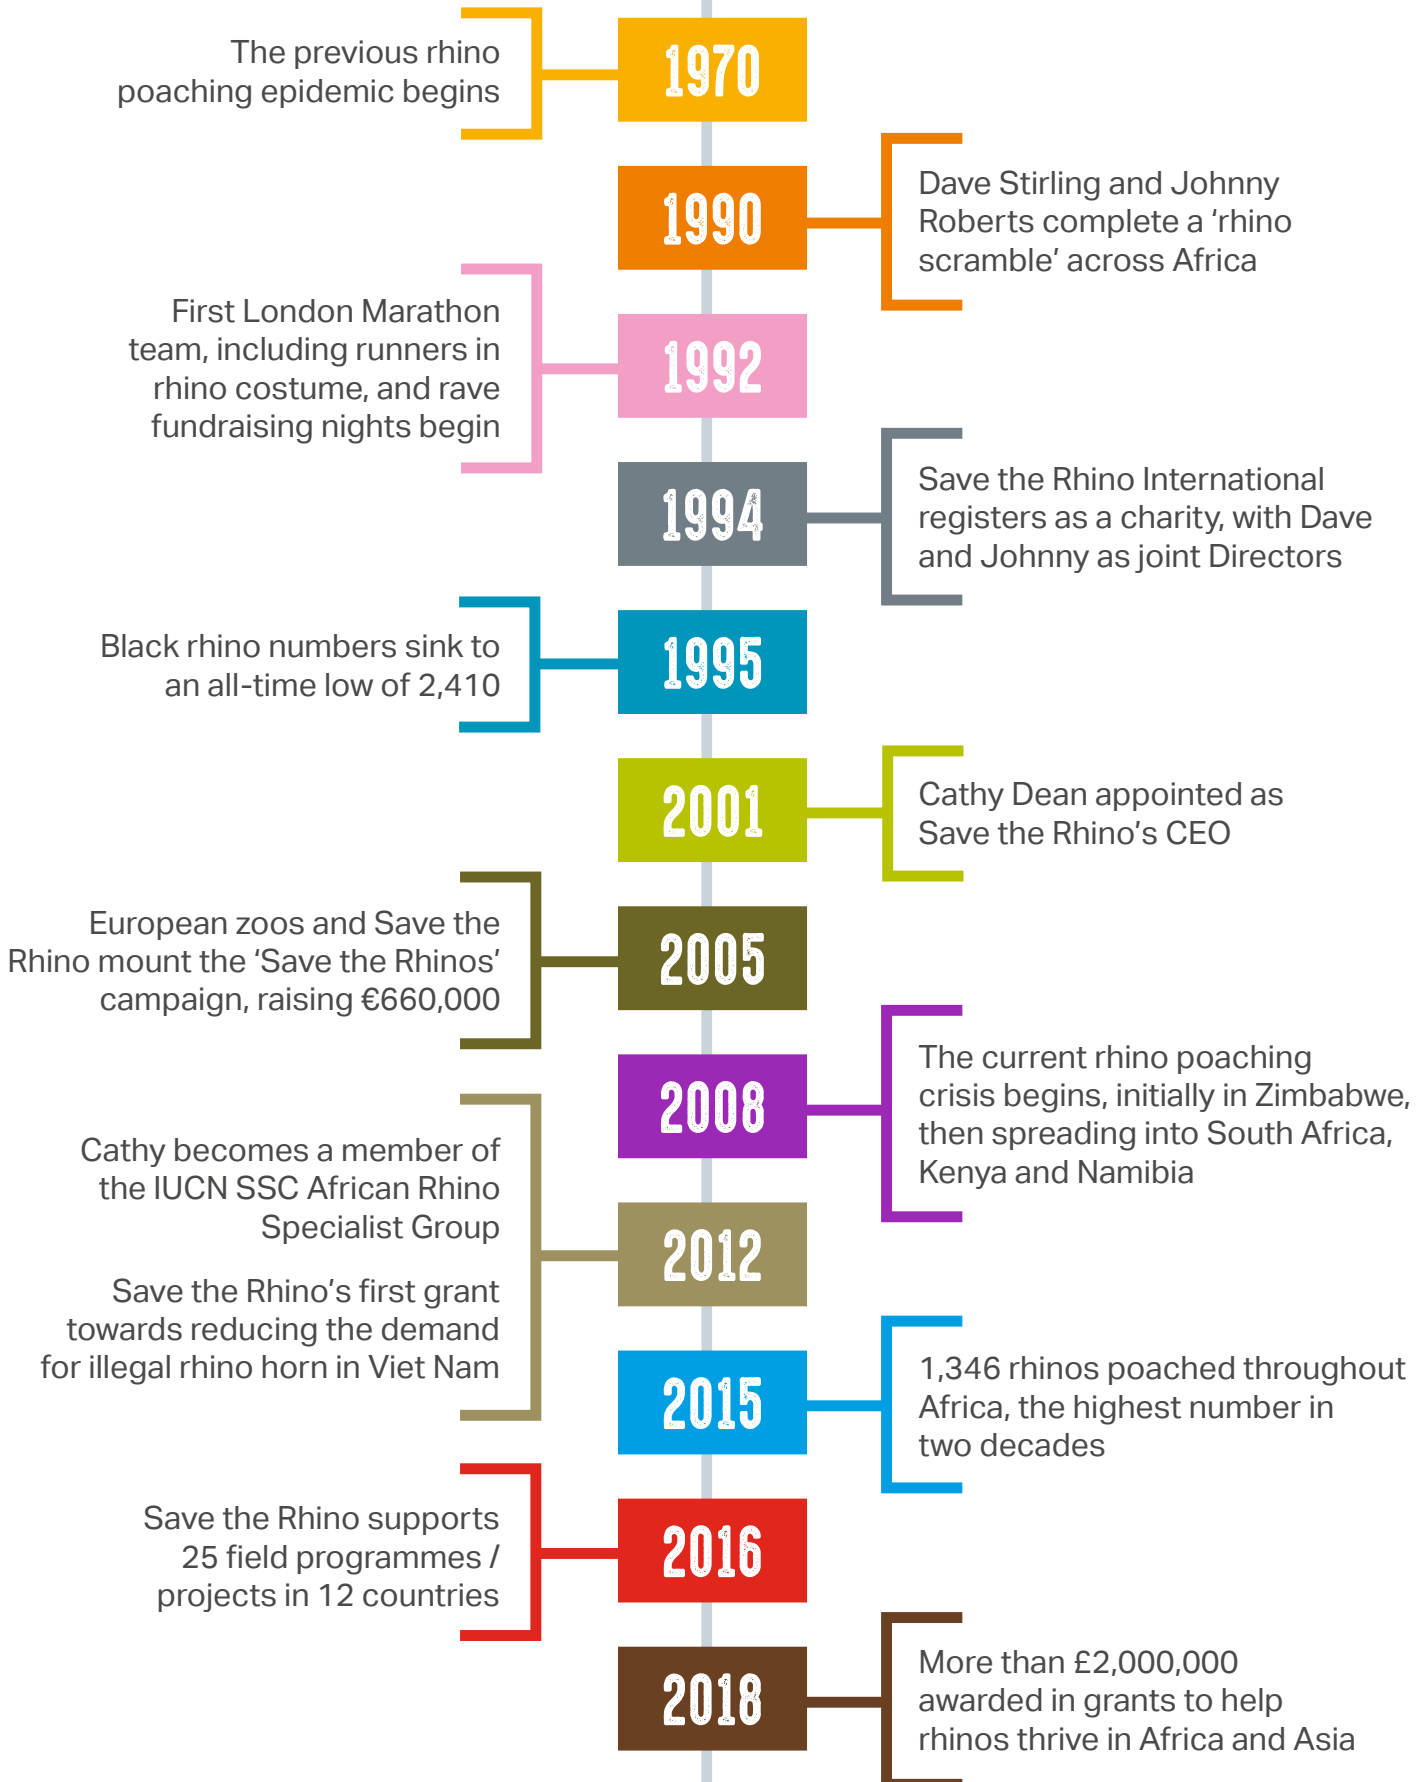 The previous rhino
poaching epidemic begins
1970
1990
Dave Stirling and Johnny
Roberts complete a ‘rhino
scramble’ across Africa
First London Marathon
team, including runners in
rhino costume, and rave
fundraising nights begin
1992
1994
Save the Rhino International
registers as a charity, with Dave
and Johnny as joint Directors
Black rhino numbers sink to
an all-time low of 2,410
1995
2001
Cathy Dean appointed as
Save the Rhino’s CEO
European zoos and Save the
Rhino mount the ‘Save the Rhinos’
campaign, raising €660,000
2005
2008
The current rhino poaching
crisis begins, initially in Zimbabwe,
then spreading into South Africa,
Kenya and Namibia
Cathy becomes a member of
the IUCN SSC African Rhino
Specialist Group
Save the Rhino’s first grant
towards reducing the demand
for illegal rhino horn in Viet Nam
2012
2015
1,346 rhinos poached throughout
Africa, the highest number in
two decades
Save the Rhino supports
25 field programmes /
projects in 12 countries
2016
2018
More than £2,000,000
awarded in grants to help
rhinos thrive in Africa and Asia